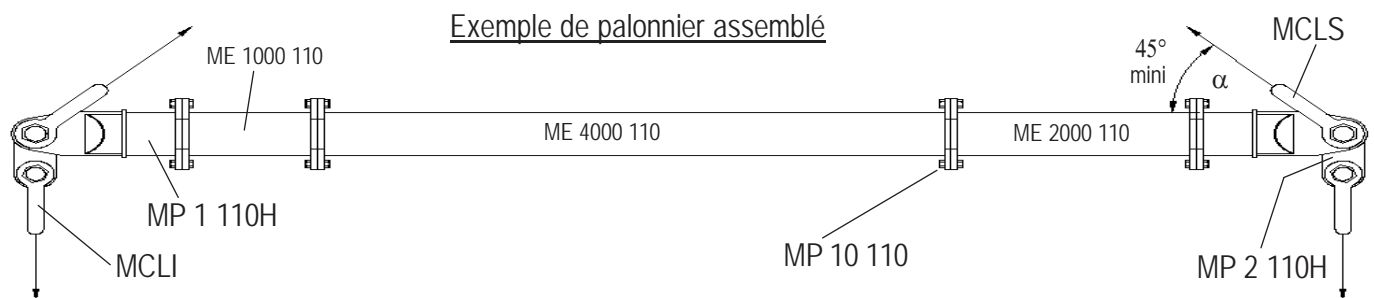 Exemple de palonnier assemblé
ME 1000 110
45°
mini
α
MCLS
ME 4000 110
ME 2000 110
MP 1 110H
MCLI
MP 10 110
MP 2 110H